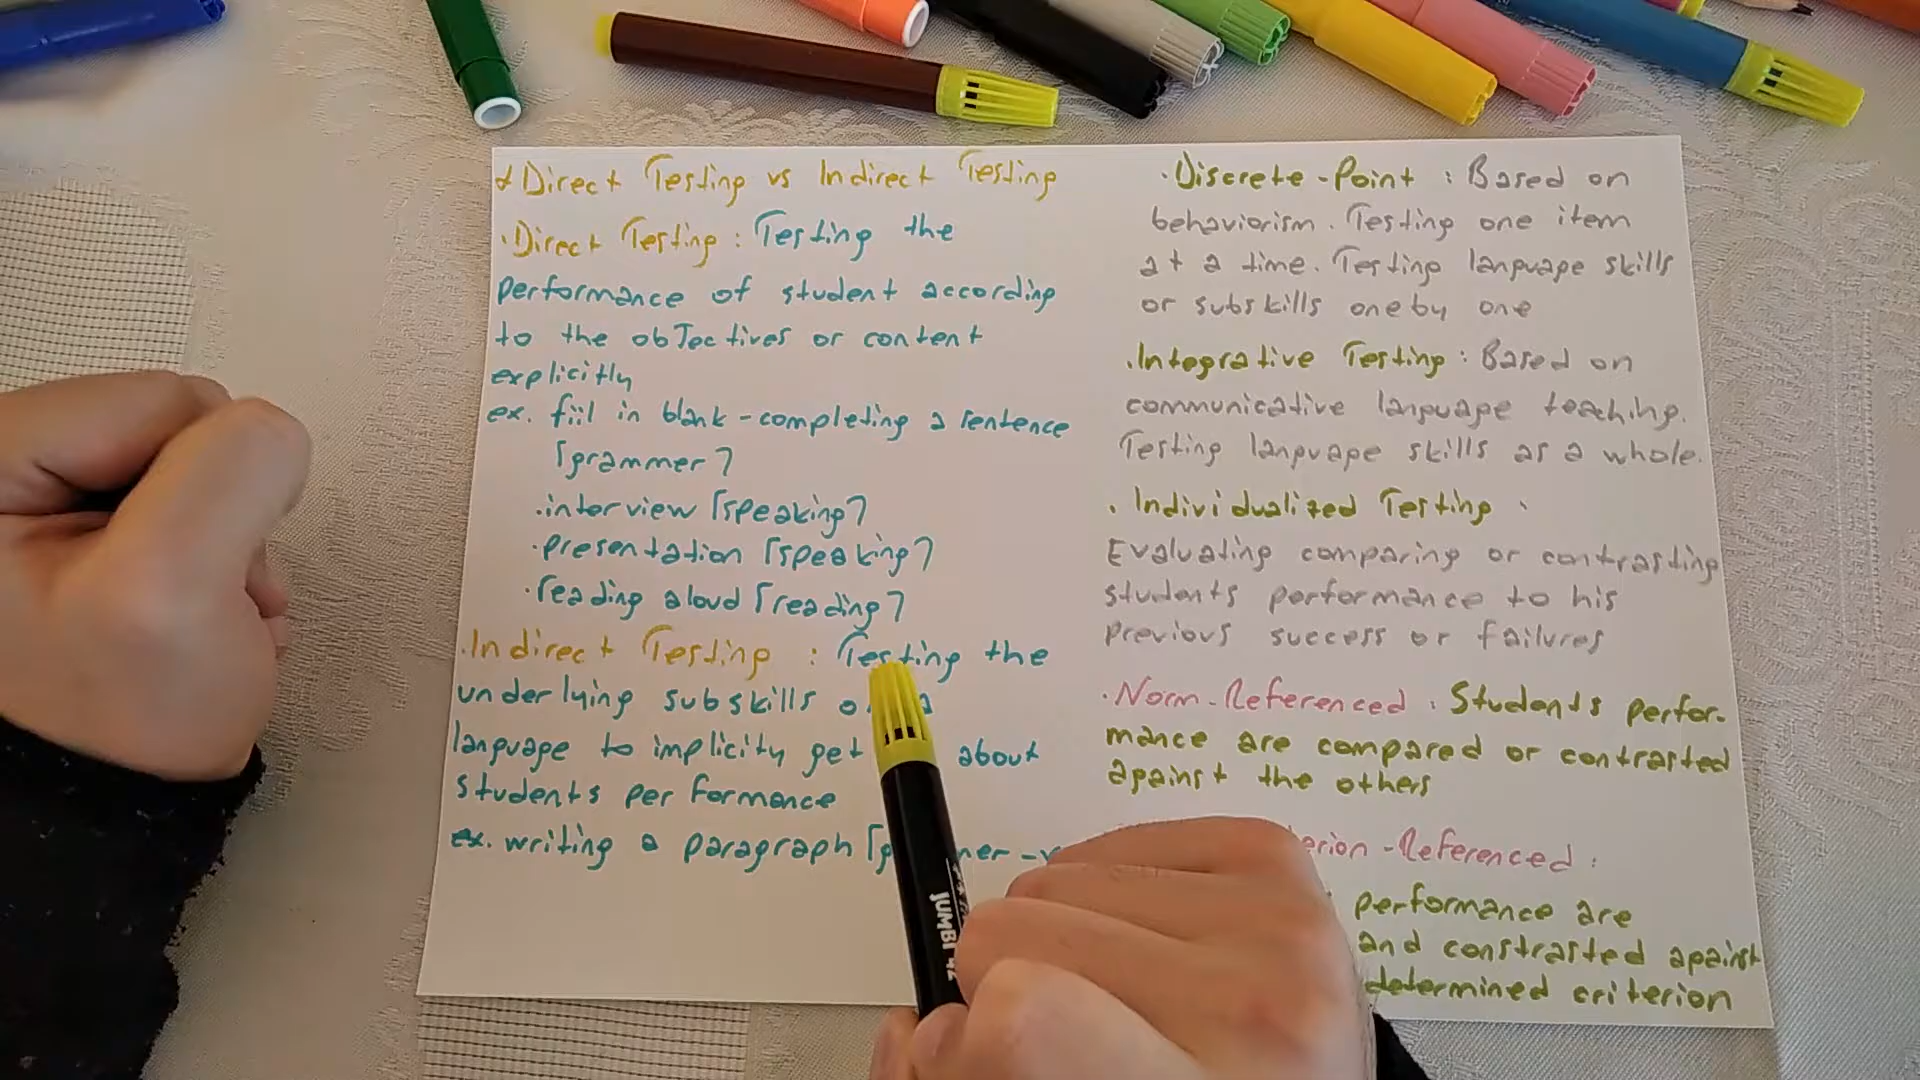 * Direct Testing vs Indirect Testing
· Direct Testing : Testing the
performance of student according
to the obJectives or content
explicitly
ex. fiil in blank - completing a sentence
[grammer]
· interview [speaking]
· presentation [speaking]
· reading aloud [reading]
· Indirect Testing : Testing the
underlying subskills
language to implicity get about
students performance
ex. writing a paragraph
· Discrete - Point : Based on
behaviorism. Testing one item
at a time. Testing language skills
or subskills one by one
· Integrative Testing : Based on
communicative language teaching.
Testing language skills as a whole.
· Individualized Testing :
Evaluating comparing or contrasting
students performance to his
previous success or failures
· Norm - Referenced : Students perfor-
mance are compared or contrasted
against the others
erion - Referenced :
performance are
and constrasted against
determined criterion
JUMBI 42